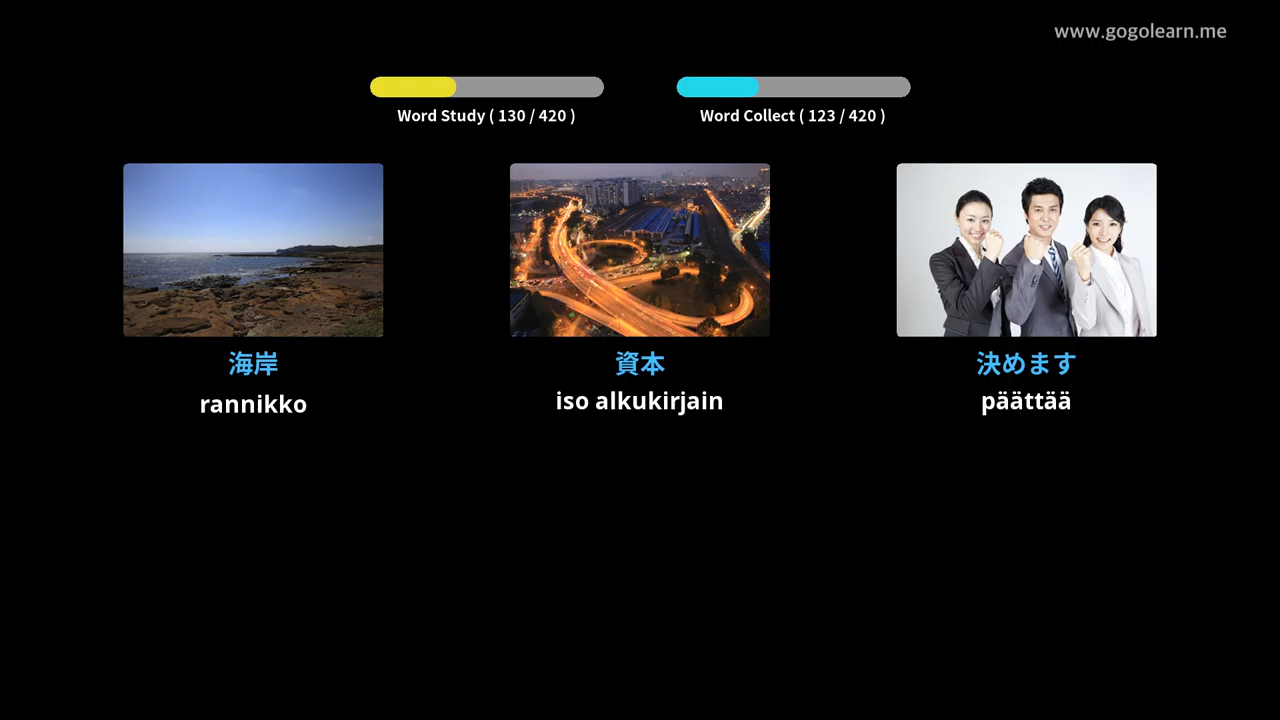 www.gogolearn.me
Word Study ( 130 / 420 )
Word Collect ( 123 / 420 )
海岸
rannikko
資本
iso alkukirjain
決めます
päättää